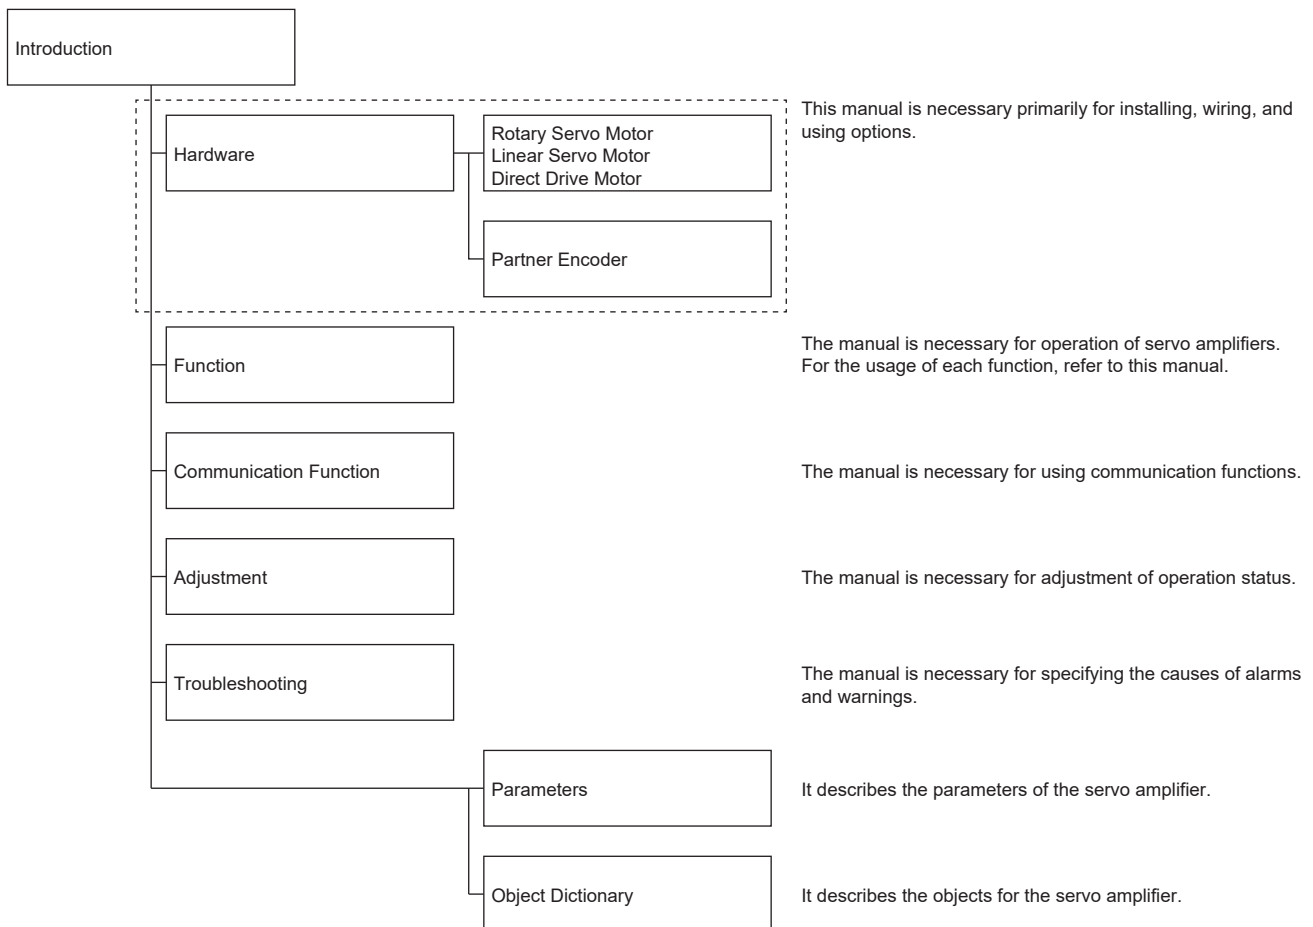 Introduction
This manual is necessary primarily for installing, wiring, and
using options.
Hardware
Rotary Servo Motor
Linear Servo Motor
Direct Drive Motor
Partner Encoder
Function
The manual is necessary for operation of servo amplifiers.
For the usage of each function, refer to this manual.
Communication Function
The manual is necessary for using communication functions.
Adjustment
The manual is necessary for adjustment of operation status.
Troubleshooting
The manual is necessary for specifying the causes of alarms
and warnings.
Parameters
It describes the parameters of the servo amplifier.
Object Dictionary
It describes the objects for the servo amplifier.